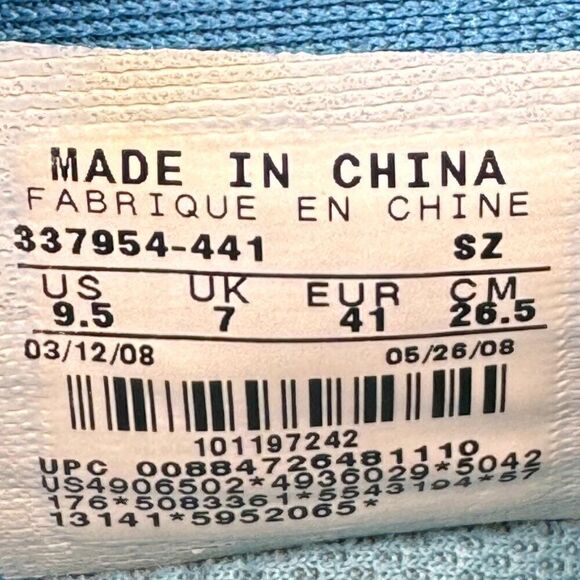 MADE IN CHINA
FABRIQUE EN CHINE
337954-441 SZ
US UK EUR CM
9.5 7 41 26.5
03/12/08 05/26/08
101197242
UPC 00884726481110
US4906502*4936029*5042
176*5083361*5543194*57
13141*5952065*